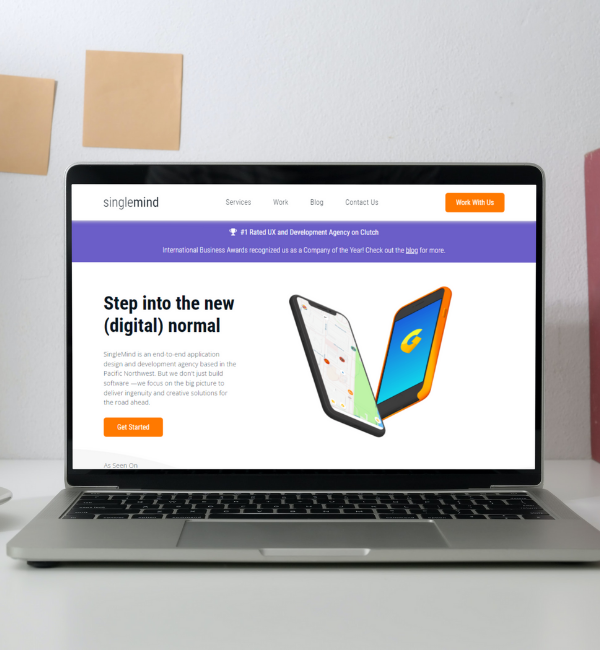 singlemind Services Work Blog Contact Us Work With Us
#1 Rated UX and Development Agency on Clutch
International Business Awards recognized us as a Company of the Year! Check out the blog for more.
Step into the new
(digital) normal
SingleMind is an end-to-end application
design and development agency based in the
Pacific Northwest. But we don't just build
software —we focus on the big picture to
deliver ingenuity and creative solutions for
the road ahead.
Get Started
As Seen On